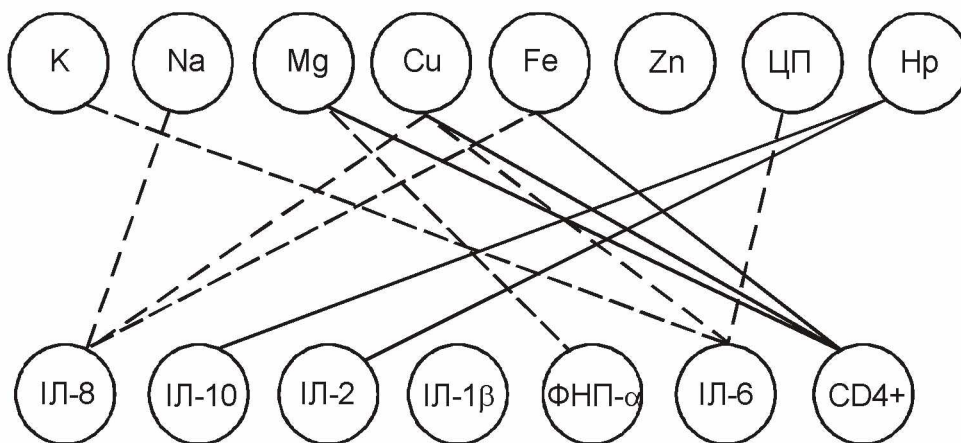 K Na Mg Cu Fe Zn ЦП Hp
ІЛ-8 ІЛ-10 ІЛ-2 ІЛ-1β ФНП-α ІЛ-6 CD4+